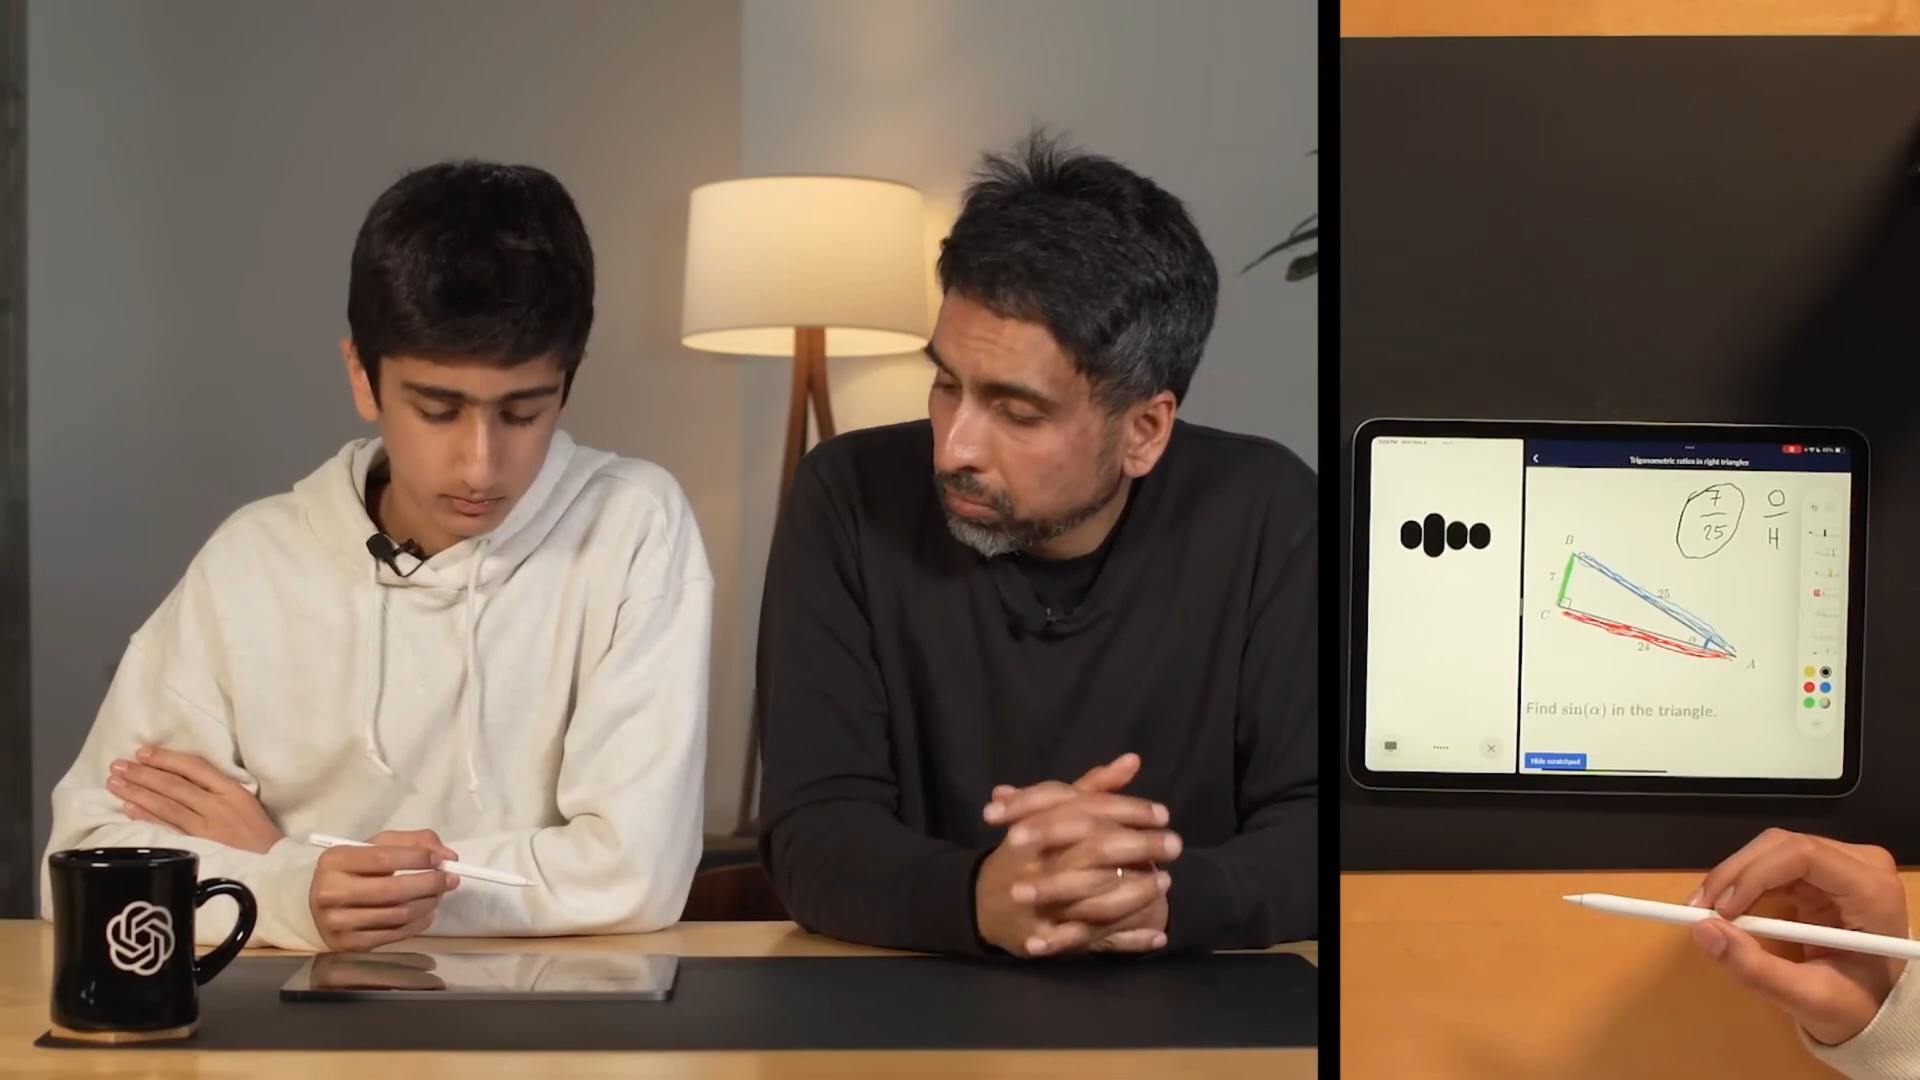 Trigonometric ratios in right triangles
7
25
O
H
B
7
25
C
α
24
A
Find sin(α) in the triangle.
Hide scratchpad